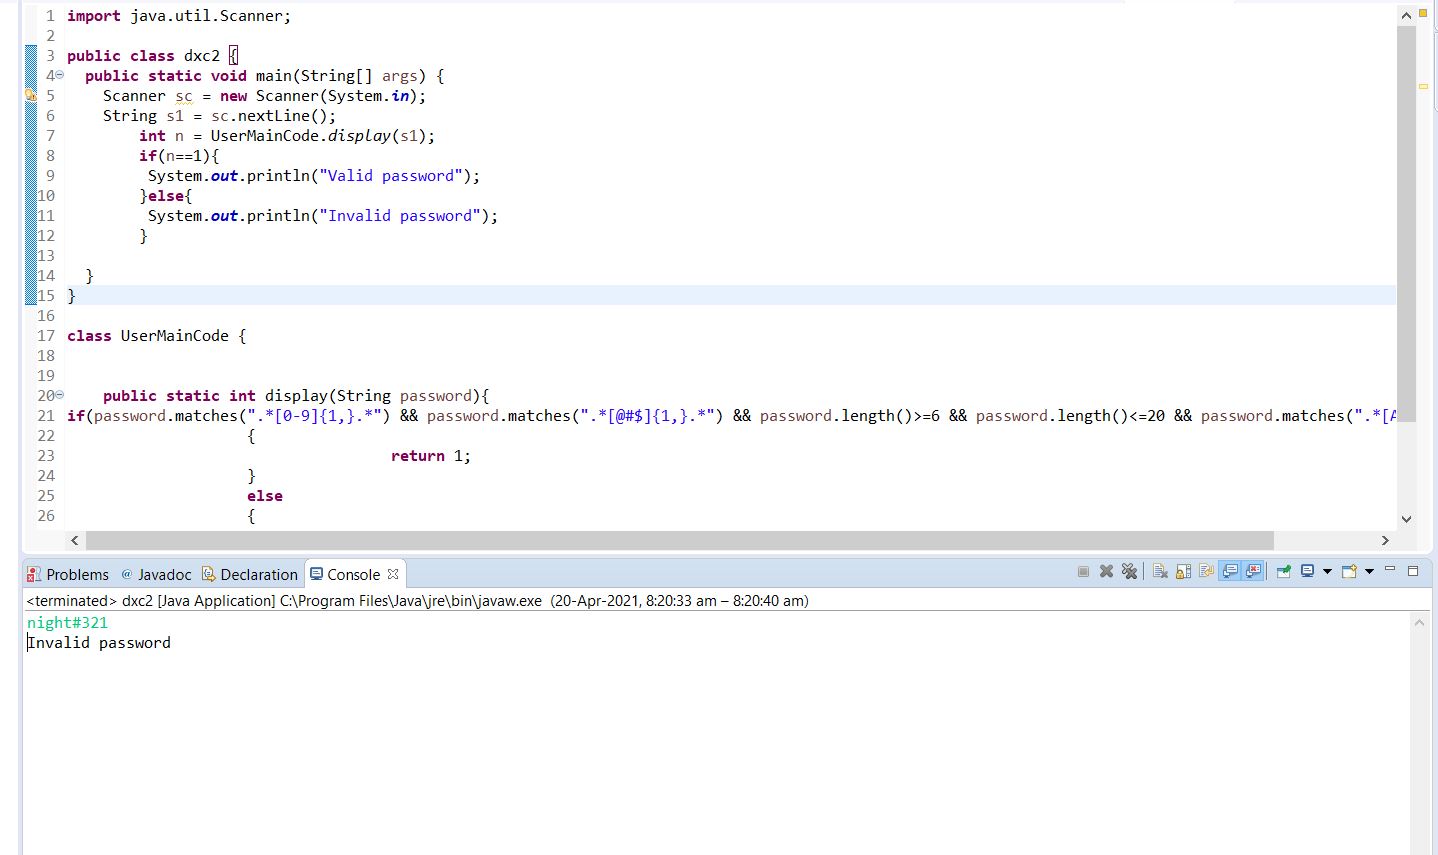 1 import java.util.Scanner;
2
3 public class dxc2 {
4 public static void main(String[] args) {
5 Scanner sc = new Scanner(System.in);
6 String s1 = sc.nextLine();
7 int n = UserMainCode.display(s1);
8 if(n==1){
9 System.out.println("Valid password");
10 }else{
11 System.out.println("Invalid password");
12 }
13
14 }
15 }
16
17 class UserMainCode {
18
19
20 public static int display(String password){
21 if(password.matches(".*[0-9]{1,}.*") && password.matches(".*[@#$]{1,}.*") && password.length()>=6 && password.length()<=20 && password.matches(".*[A
22 {
23 return 1;
24 }
25 else
26 {
Problems @ Javadoc Declaration Console
<terminated> dxc2 [Java Application] C:\Program Files\Java\jre\bin\javaw.exe (20-Apr-2021, 8:20:33 am – 8:20:40 am)
night#321
Invalid password